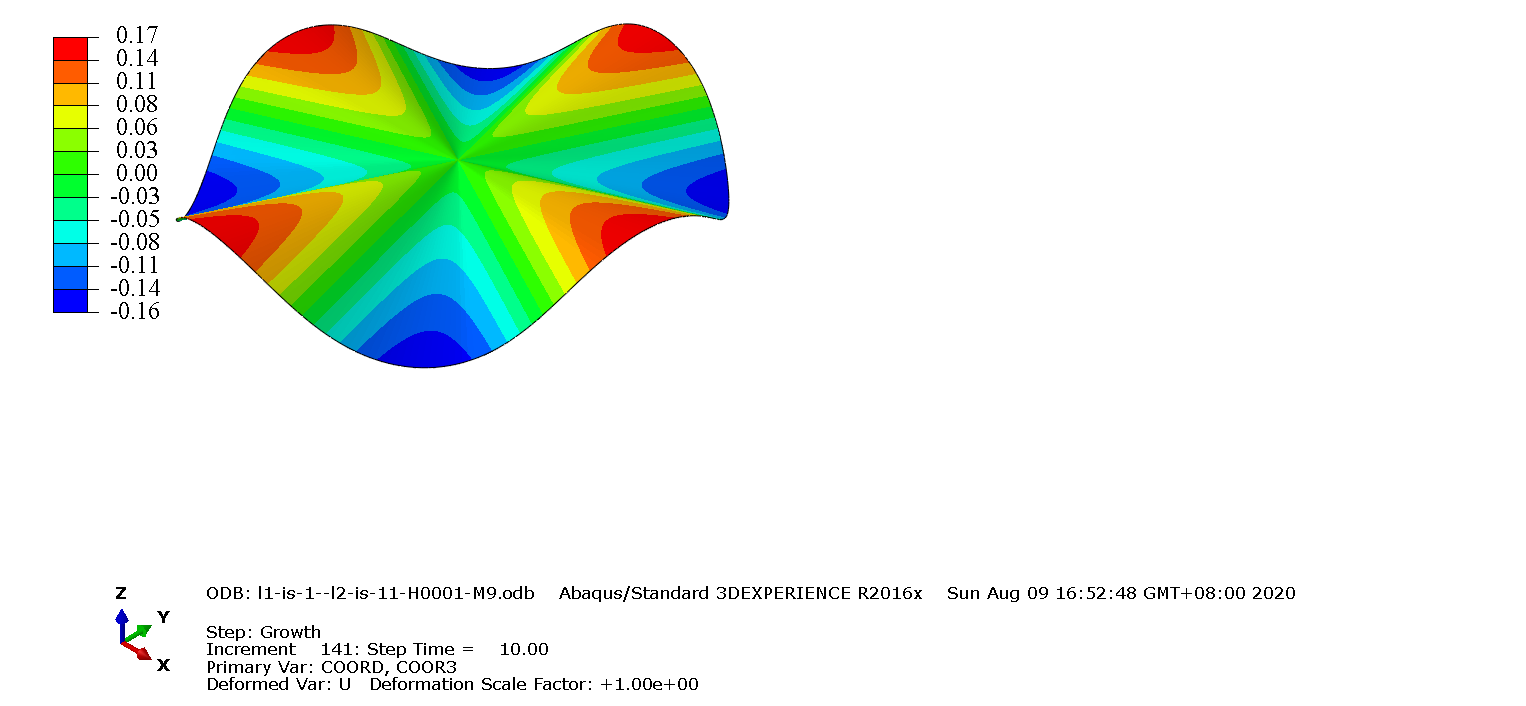 0.17
0.14
0.11
0.08
0.06
0.03
0.00
-0.03
-0.05
-0.08
-0.11
-0.14
-0.16
Z
Y
X
ODB: l1-is-1--l2-is-11-H0001-M9.odb Abaqus/Standard 3DEXPERIENCE R2016x Sun Aug 09 16:52:48 GMT+08:00 2020
Step: Growth
Increment 141: Step Time = 10.00
Primary Var: COORD, COOR3
Deformed Var: U Deformation Scale Factor: +1.00e+00